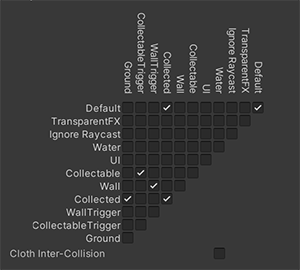 Default
TransparentFX
Ignore Raycast
Water
UI
Collectable
Wall
Collected
WallTrigger
CollectableTrigger
Ground
Default
TransparentFX
Ignore Raycast
Water
UI
Collectable
Wall
Collected
WallTrigger
CollectableTrigger
Ground
Cloth Inter-Collision